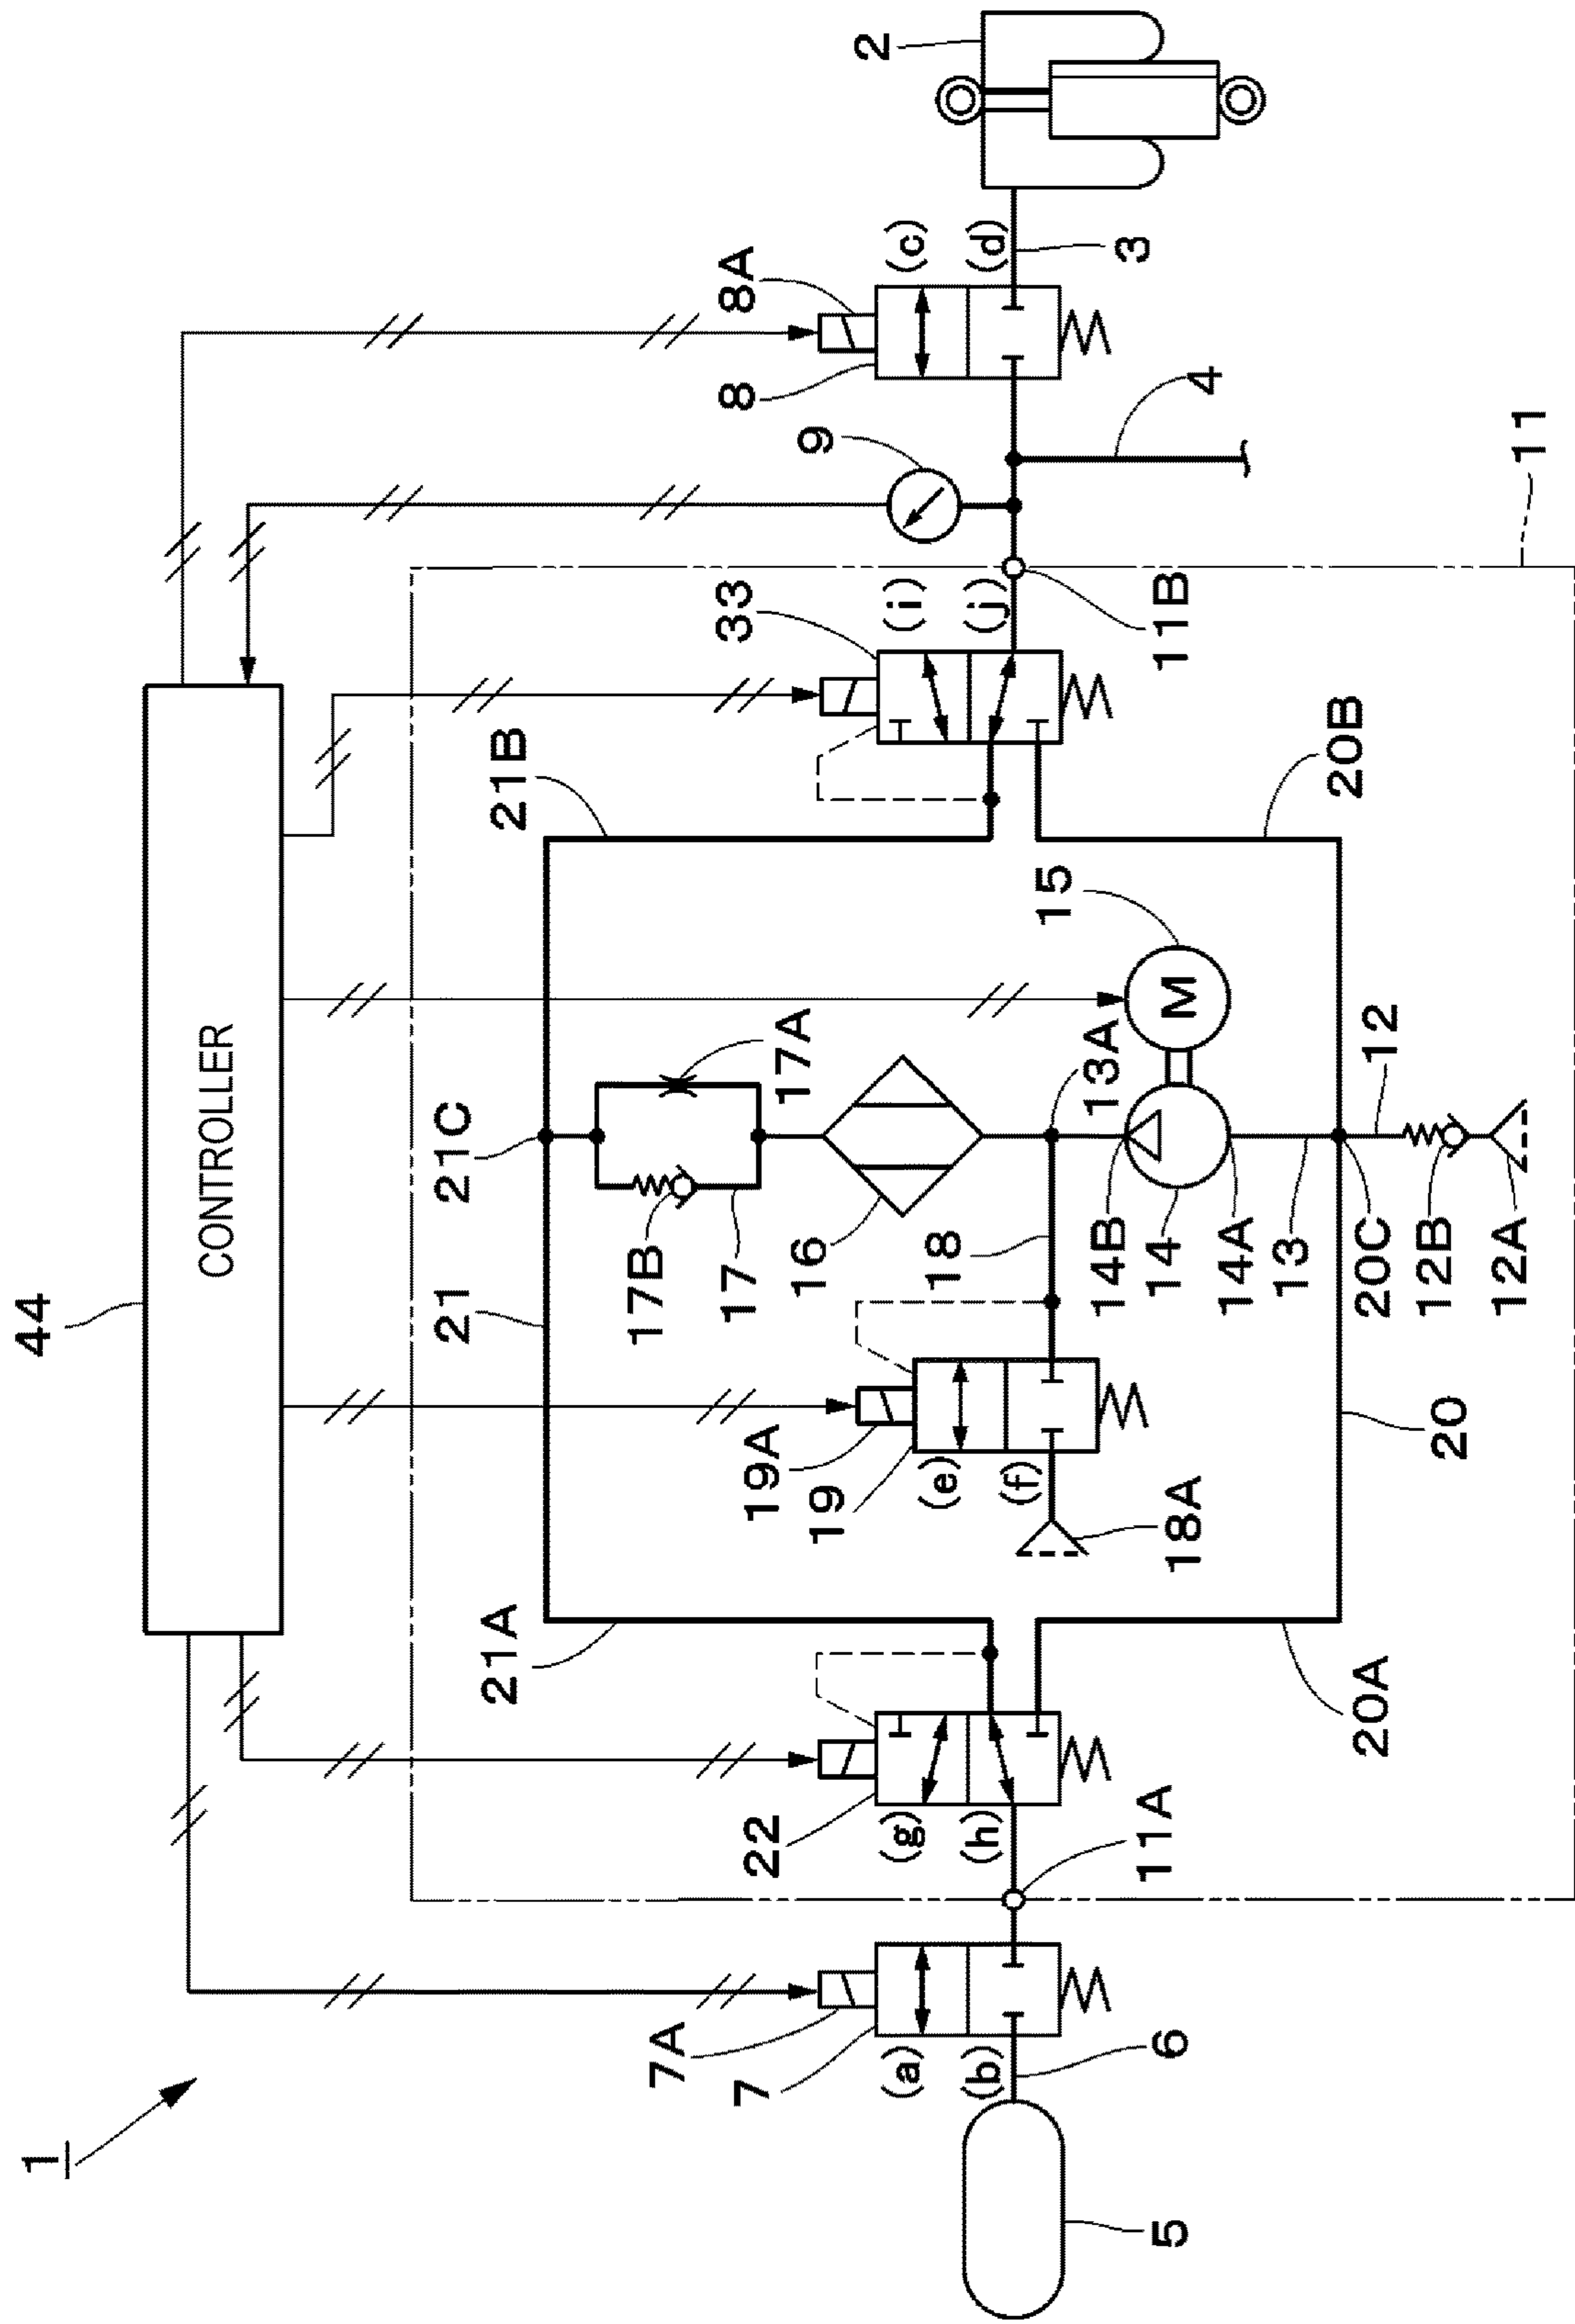 1
44
CONTROLLER
2
8A
(c)
(d)
3
8
9
4
11
33
(i)
(j)
11B
21B
20B
15
M
17A
13A
21C
12
17B
17
16
18
14B
14
14A
13
20C
12B
12A
21
19A
19
(e)
(f)
18A
20
21A
20A
22
(g)
(h)
11A
7A
7
(a)
(b)
6
5